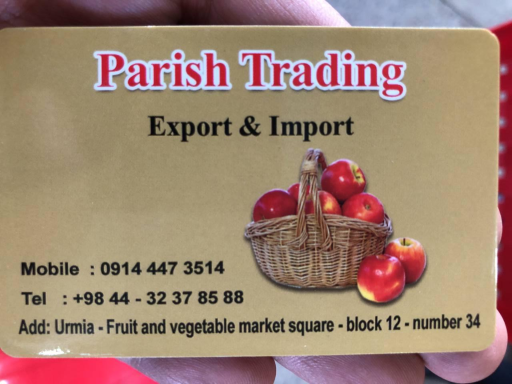 Parish Trading
Export & Import
Mobile : 0914 447 3514
Tel : +98 44 - 32 37 85 88
Add: Urmia - Fruit and vegetable market square - block 12 - number 34